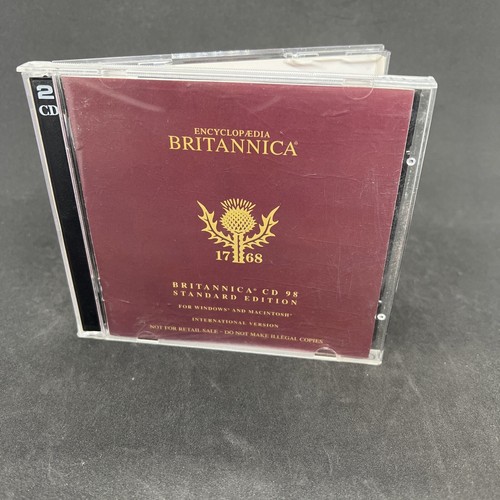 2
CD
ENCYCLOPÆDIA
BRITANNICA®
17 68
BRITANNICA® CD 98
STANDARD EDITION
FOR WINDOWS® AND MACINTOSH®
INTERNATIONAL VERSION
NOT FOR RETAIL SALE - DO NOT MAKE ILLEGAL COPIES